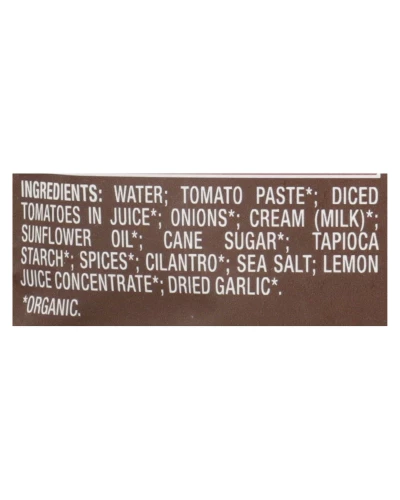 INGREDIENTS: WATER; TOMATO PASTE*; DICED
TOMATOES IN JUICE*; ONIONS*; CREAM (MILK)*;
SUNFLOWER OIL*; CANE SUGAR*; TAPIOCA
STARCH*; SPICES*; CILANTRO*; SEA SALT; LEMON
JUICE CONCENTRATE*; DRIED GARLIC*.
*ORGANIC.